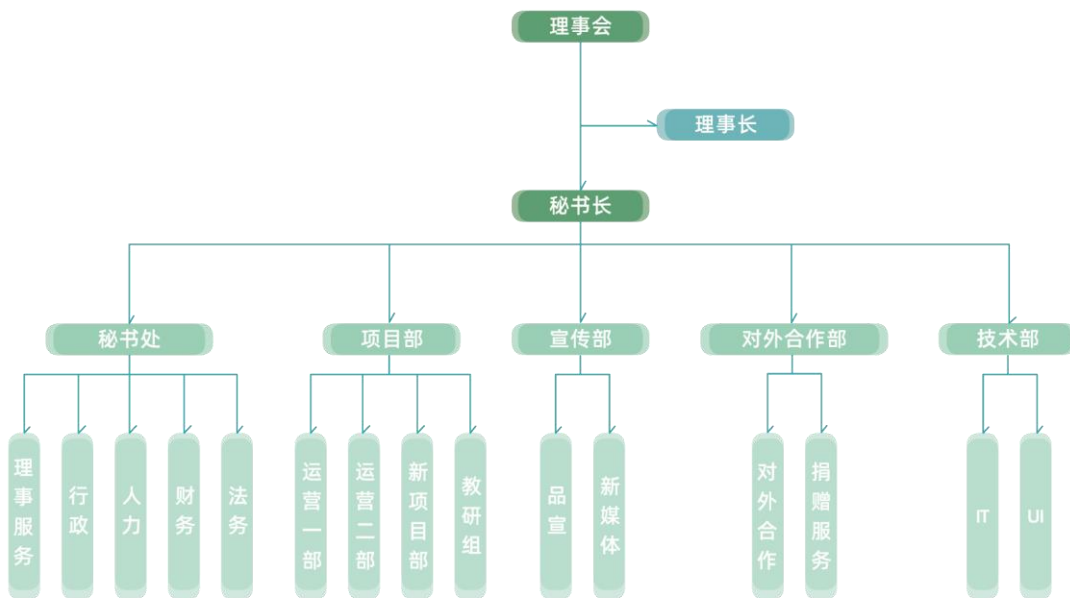 理事会
理事长
秘书长
秘书处
项目部
宣传部
对外合作部
技术部
理事服务
行政
人力
财务
法务
运营一部
运营二部
新项目部
教研组
品宣
新媒体
对外合作
捐赠服务
IT
UI